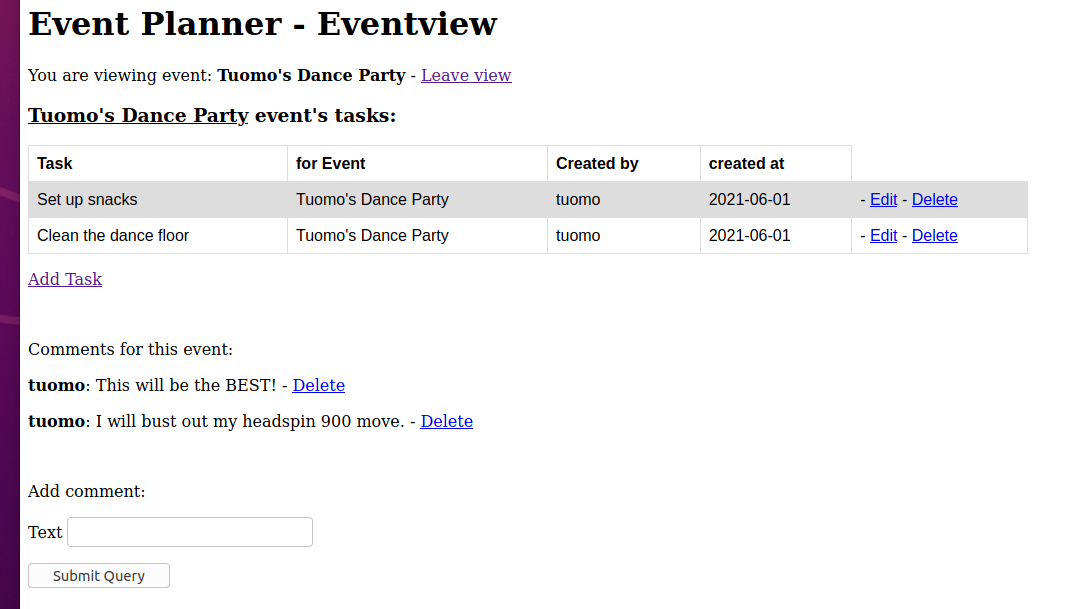 Event Planner - Eventview
You are viewing event: Tuomo's Dance Party - Leave view
Tuomo's Dance Party event's tasks:
Task for Event Created by created at
Set up snacks Tuomo's Dance Party tuomo 2021-06-01 - Edit - Delete
Clean the dance floor Tuomo's Dance Party tuomo 2021-06-01 - Edit - Delete
Add Task
Comments for this event:
tuomo: This will be the BEST! - Delete
tuomo: I will bust out my headspin 900 move. - Delete
Add comment:
Text
Submit Query